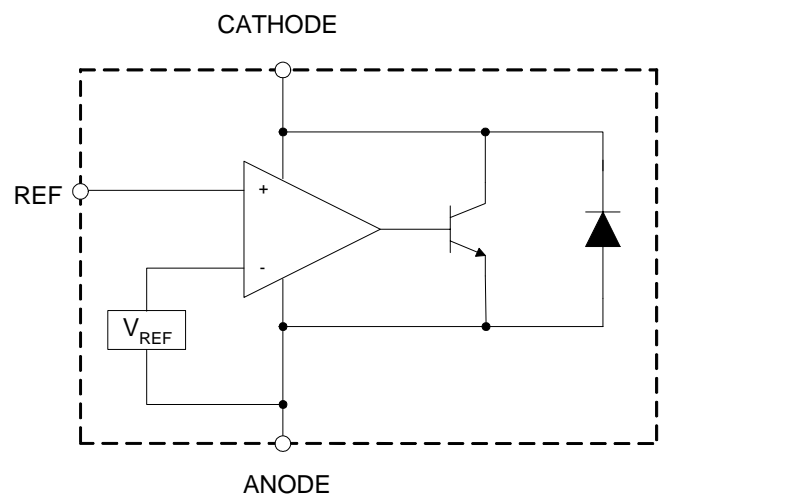 CATHODE
REF
+
-
VREF
ANODE